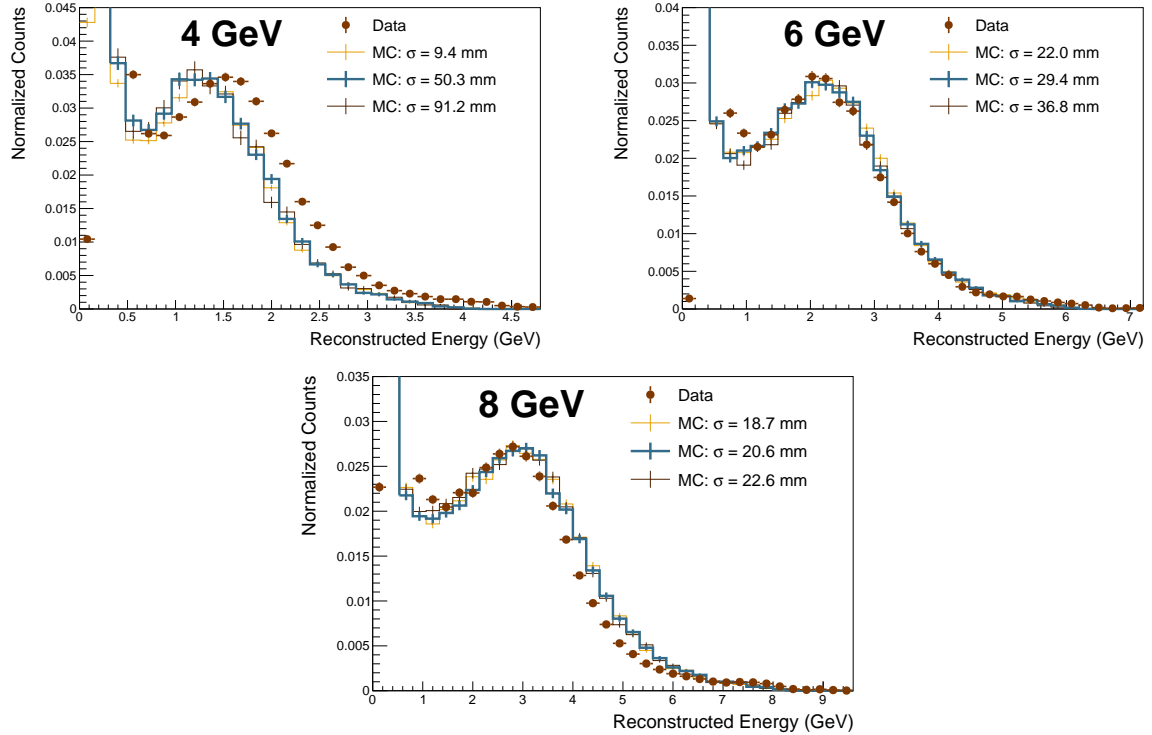 4 GeV
Normalized Counts
0.045
0.04
0.035
0.03
0.025
0.02
0.015
0.01
0.005
0
Data
MC: σ = 9.4 mm
MC: σ = 50.3 mm
MC: σ = 91.2 mm
0 0.5 1 1.5 2 2.5 3 3.5 4 4.5
Reconstructed Energy (GeV)
6 GeV
Normalized Counts
0.04
0.035
0.03
0.025
0.02
0.015
0.01
0.005
0
Data
MC: σ = 22.0 mm
MC: σ = 29.4 mm
MC: σ = 36.8 mm
0 1 2 3 4 5 6 7
Reconstructed Energy (GeV)
8 GeV
Normalized Counts
0.035
0.03
0.025
0.02
0.015
0.01
0.005
0
Data
MC: σ = 18.7 mm
MC: σ = 20.6 mm
MC: σ = 22.6 mm
0 1 2 3 4 5 6 7 8 9
Reconstructed Energy (GeV)